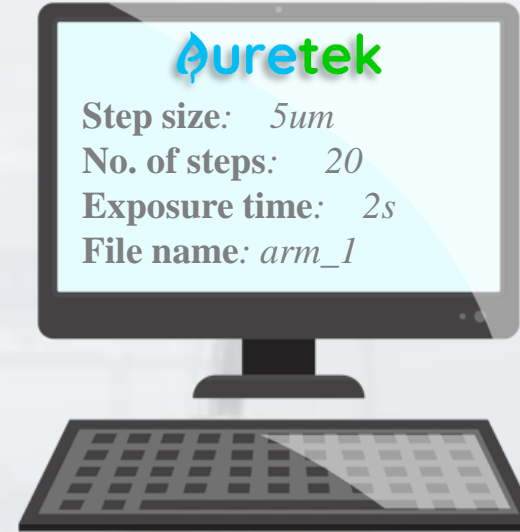 Auretek
Step size: 5um
No. of steps: 20
Exposure time: 2s
File name: arm_1